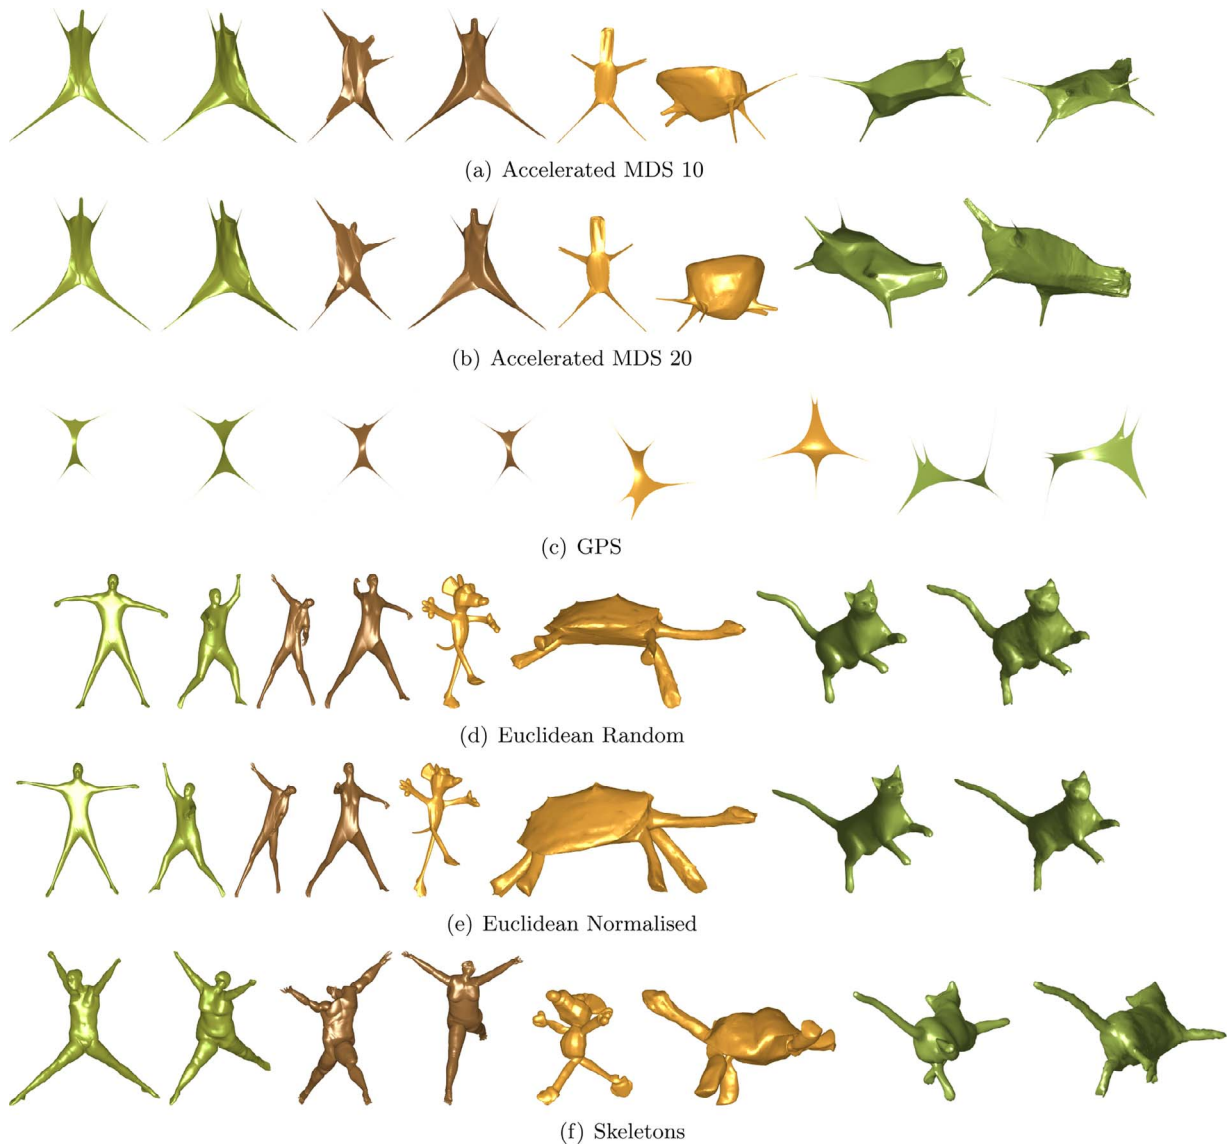 (a) Accelerated MDS 10
(b) Accelerated MDS 20
(c) GPS
(d) Euclidean Random
(e) Euclidean Normalised
(f) Skeletons